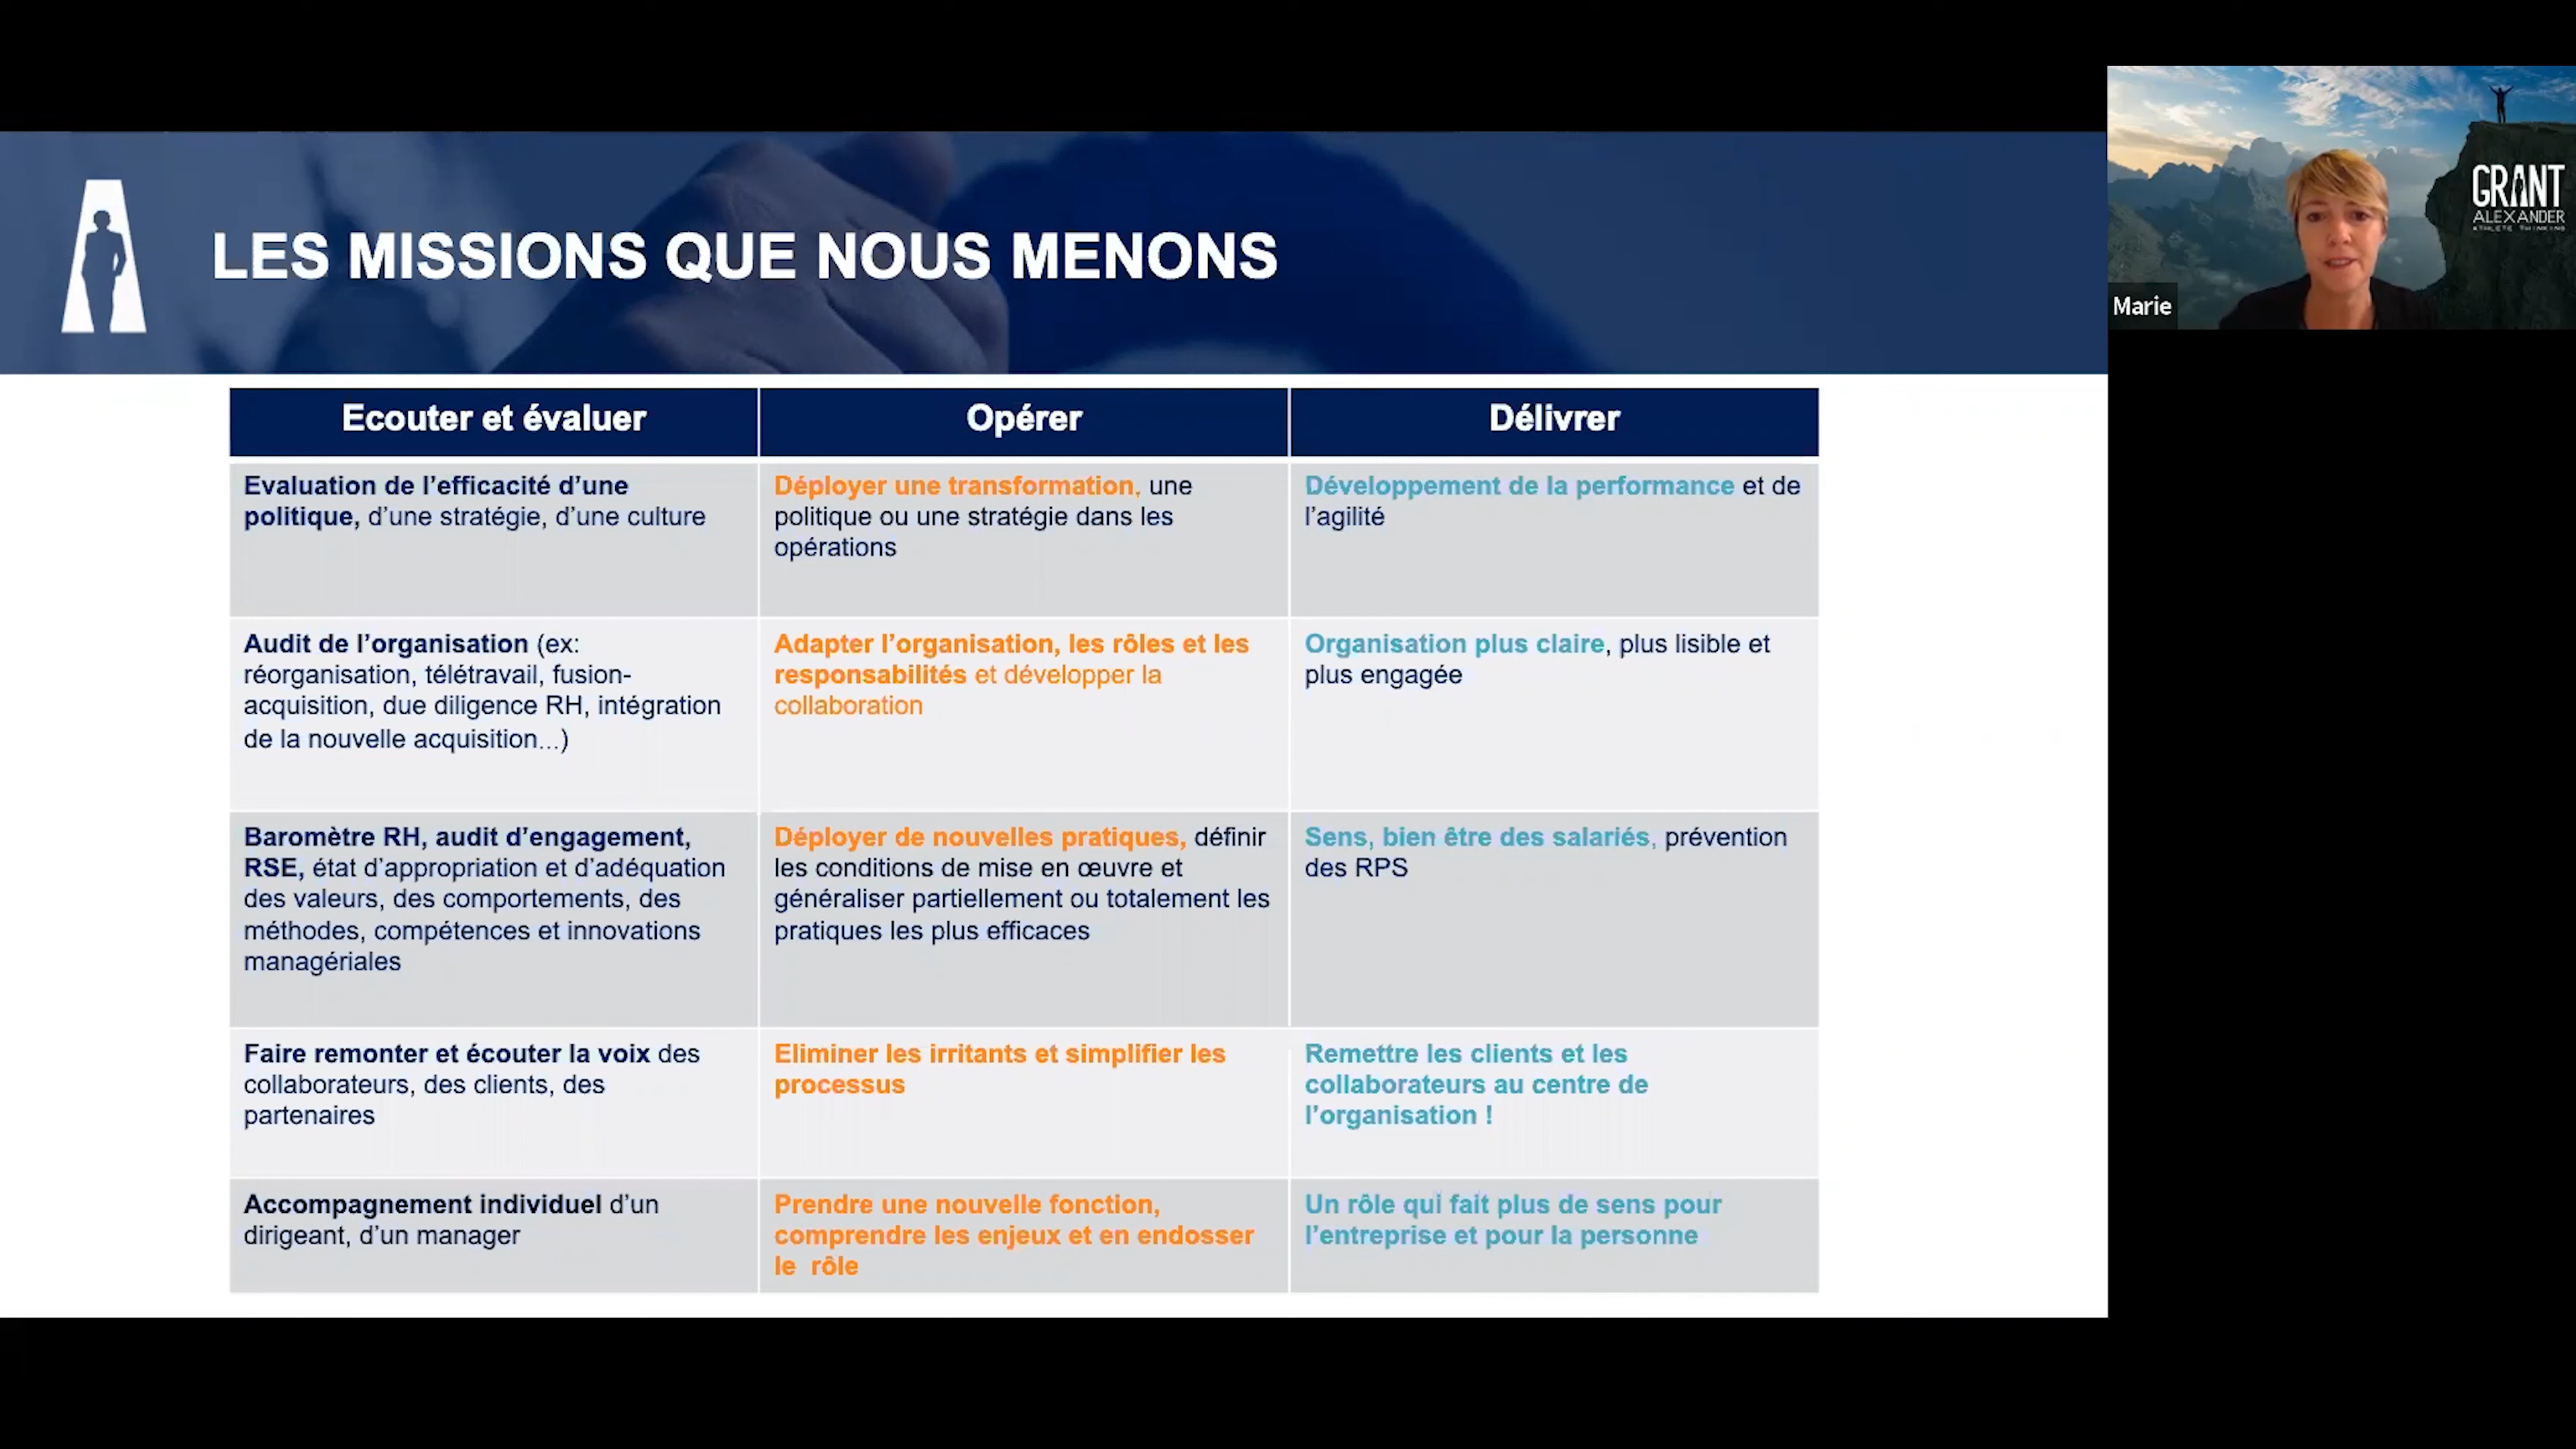 LES MISSIONS QUE NOUS MENONS
GRANT
ALEXANDER
ATHLETE THINKING
Marie
Ecouter et évaluer
Opérer
Délivrer
Evaluation de l’efficacité d’une
politique, d’une stratégie, d’une culture
Déployer une transformation, une
politique ou une stratégie dans les
opérations
Développement de la performance et de
l’agilité
Audit de l’organisation (ex:
réorganisation, télétravail, fusion-
acquisition, due diligence RH, intégration
de la nouvelle acquisition...)
Adapter l’organisation, les rôles et les
responsabilités et développer la
collaboration
Organisation plus claire, plus lisible et
plus engagée
Baromètre RH, audit d’engagement,
RSE, état d’appropriation et d’adéquation
des valeurs, des comportements, des
méthodes, compétences et innovations
managériales
Déployer de nouvelles pratiques, définir
les conditions de mise en œuvre et
généraliser partiellement ou totalement les
pratiques les plus efficaces
Sens, bien être des salariés, prévention
des RPS
Faire remonter et écouter la voix des
collaborateurs, des clients, des
partenaires
Eliminer les irritants et simplifier les
processus
Remettre les clients et les
collaborateurs au centre de
l’organisation !
Accompagnement individuel d’un
dirigeant, d’un manager
Prendre une nouvelle fonction,
comprendre les enjeux et en endosser
le  rôle
Un rôle qui fait plus de sens pour
l’entreprise et pour la personne